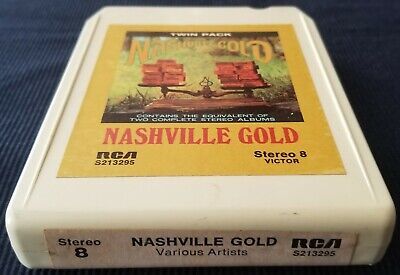 TWIN PACK
NASHVILLE GOLD
CONTAINS THE EQUIVALENT OF
TWO COMPLETE STEREO ALBUMS
NASHVILLE GOLD
RCA Stereo 8
S213295 VICTOR
Stereo NASHVILLE GOLD RCA
8 Various Artists S213295